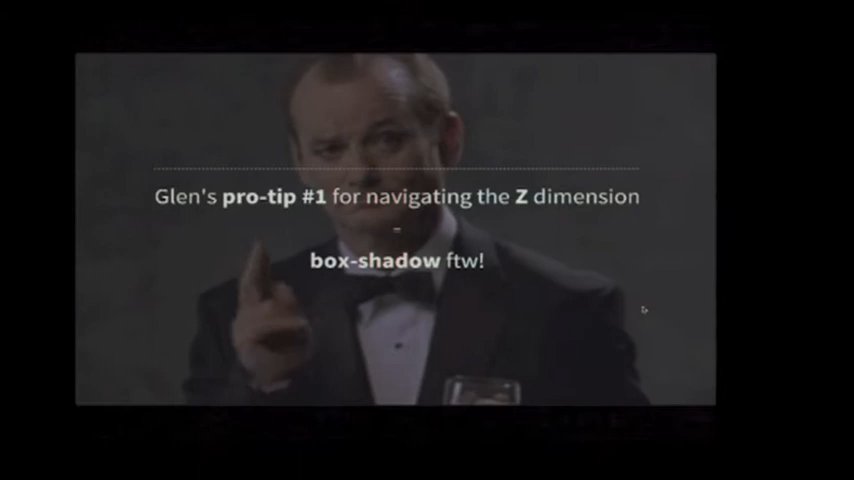 Glen's pro-tip #1 for navigating the Z dimension
–
box-shadow ftw!